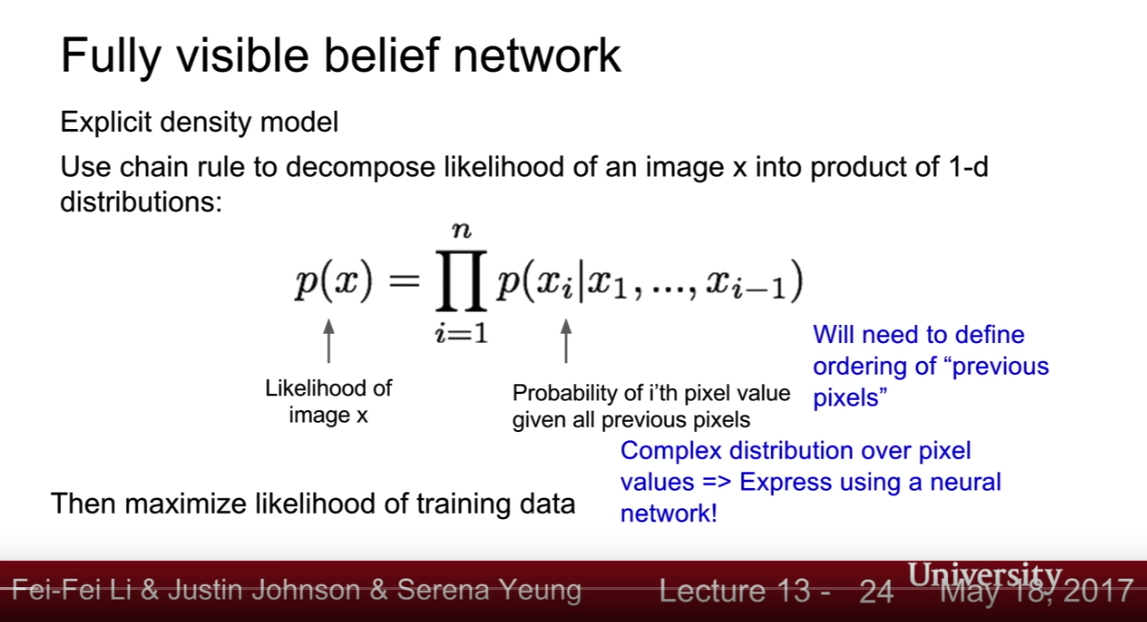 Fully visible belief network
Explicit density model
Use chain rule to decompose likelihood of an image x into product of 1-d
distributions:
n
p(x) = ∏ p(x_i|x_1, ..., x_{i−1})
i=1
Likelihood of
image x
Probability of i’th pixel value
given all previous pixels
Will need to define
ordering of “previous
pixels”
Complex distribution over pixel
values => Express using a neural
network!
Then maximize likelihood of training data
Fei-Fei Li & Justin Johnson & Serena Yeung
Lecture 13 - 24
University
May 18, 2017